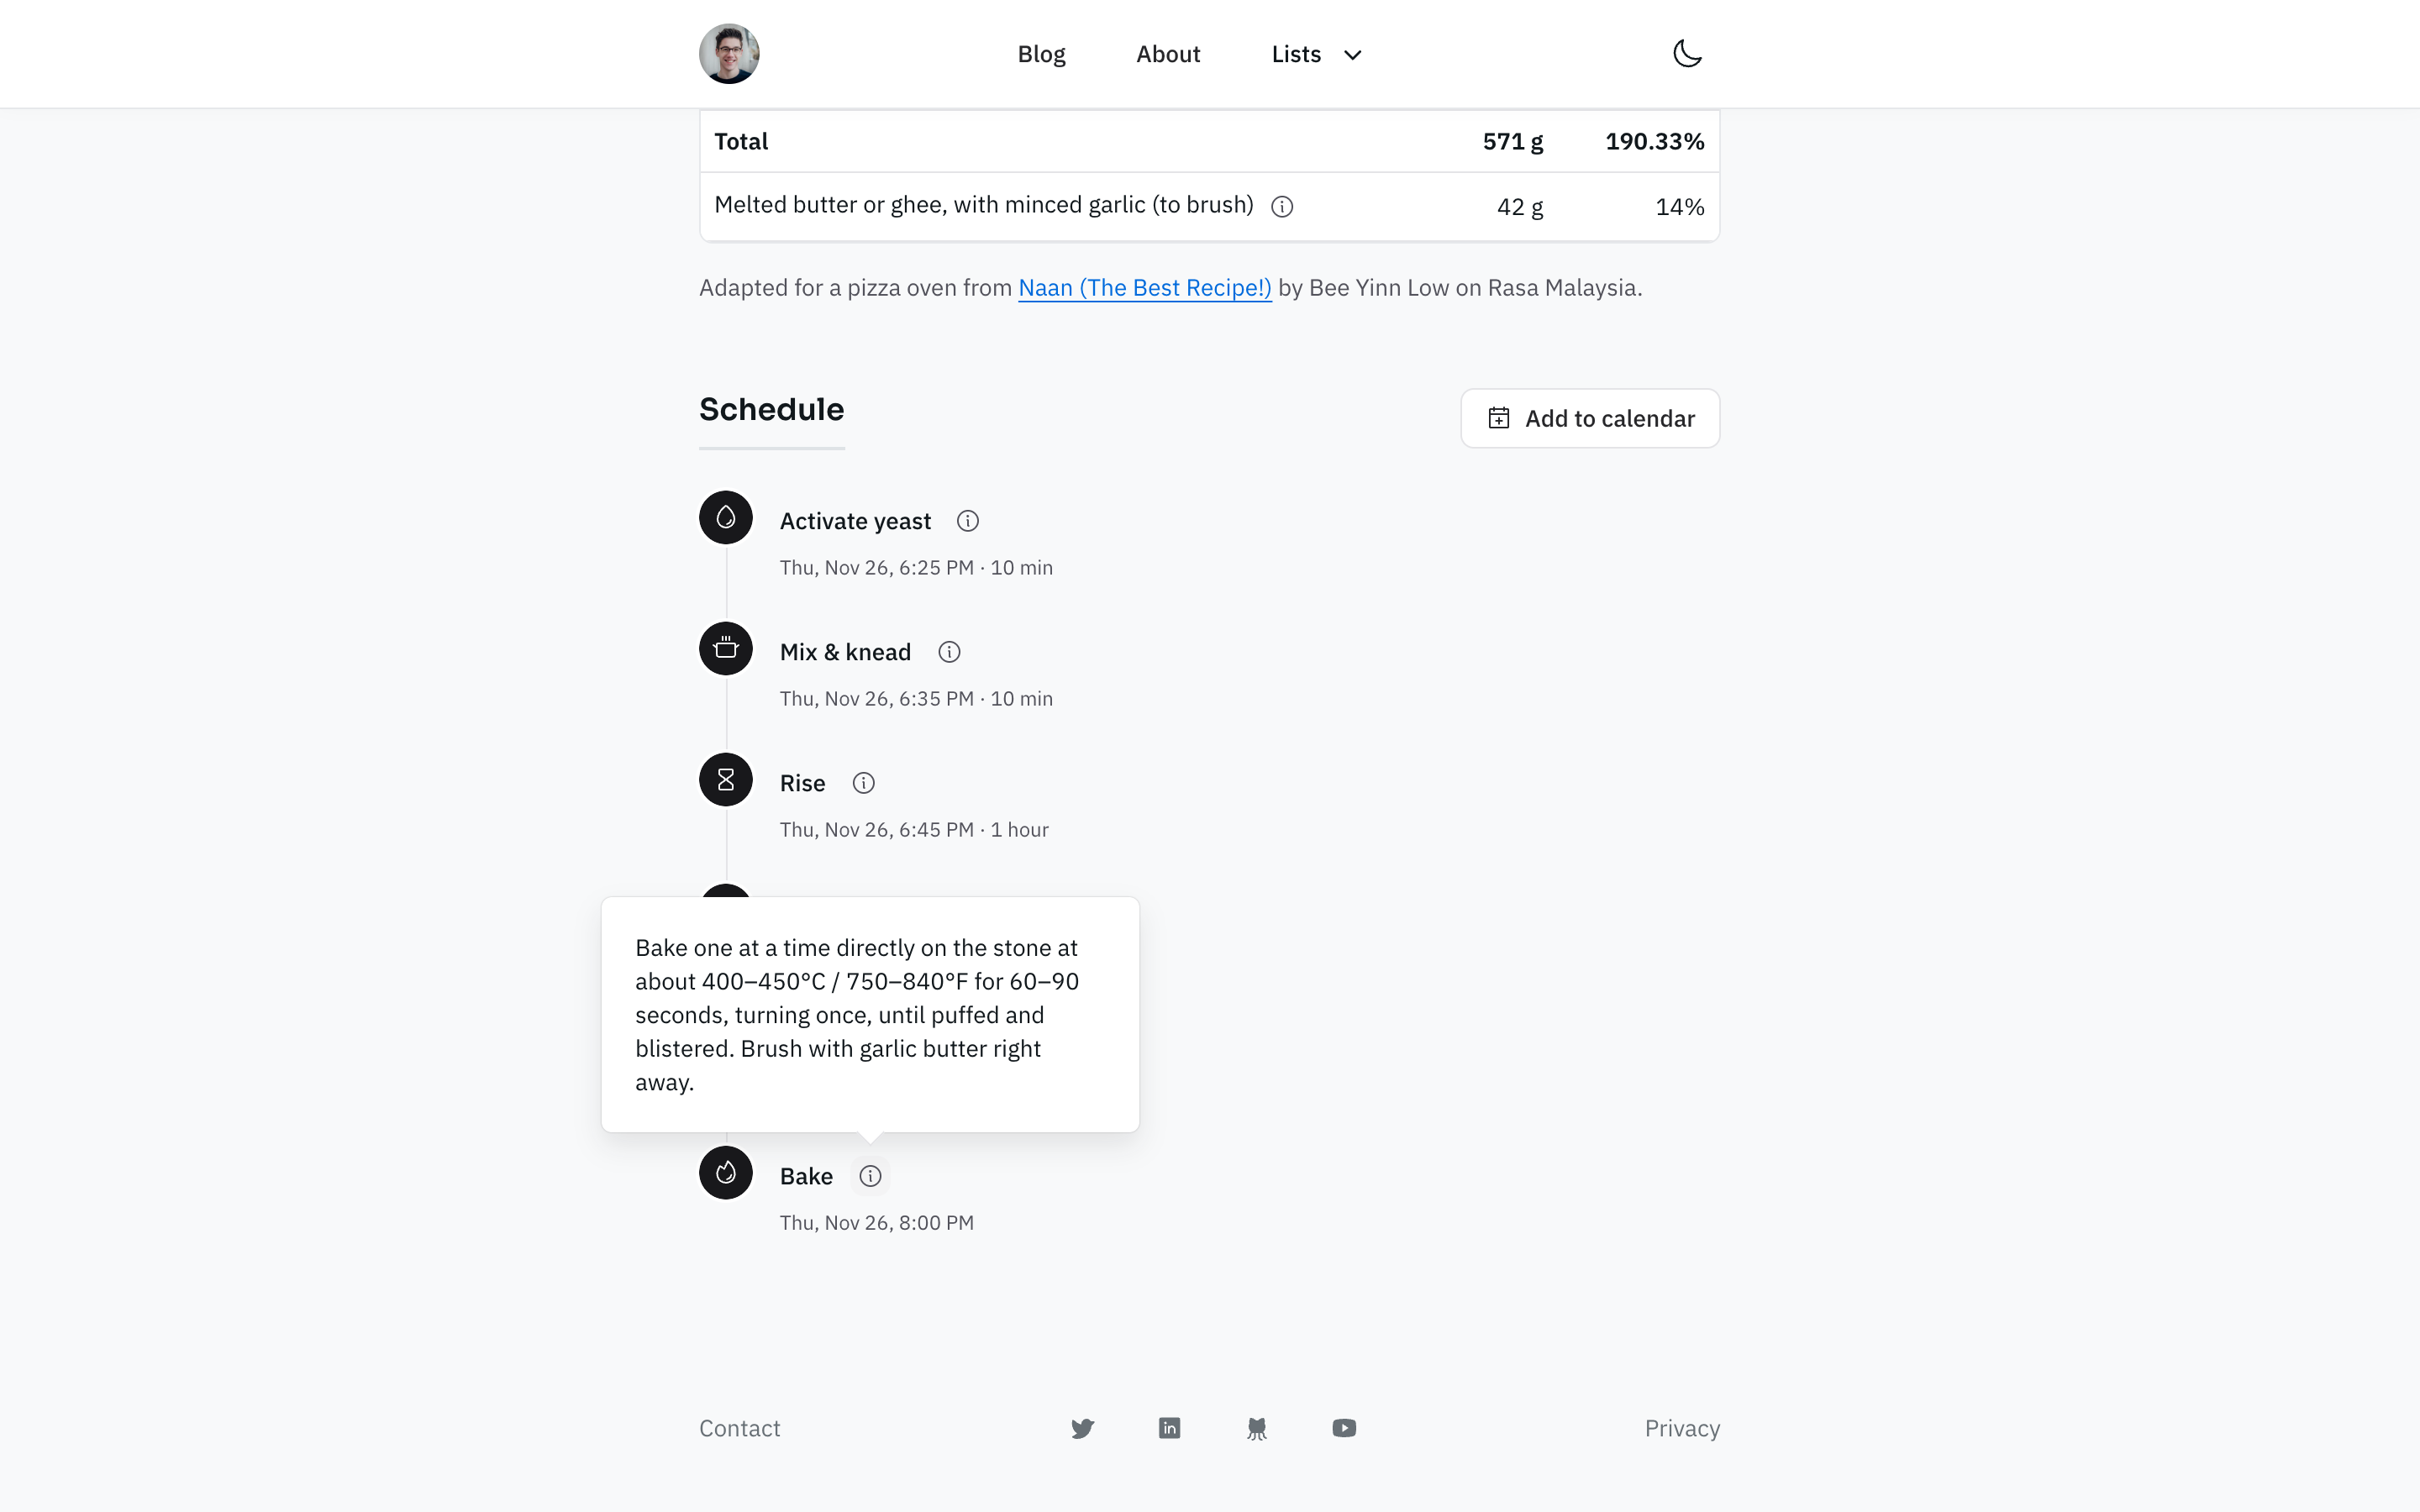 Blog
About
Lists
Total 571 g 190.33%
Melted butter or ghee, with minced garlic (to brush) 42 g 14%
Adapted for a pizza oven from Naan (The Best Recipe!) by Bee Yinn Low on Rasa Malaysia.
Schedule
Add to calendar
Activate yeast
Thu, Nov 26, 6:25 PM · 10 min
Mix & knead
Thu, Nov 26, 6:35 PM · 10 min
Rise
Thu, Nov 26, 6:45 PM · 1 hour
Bake one at a time directly on the stone at
about 400–450°C / 750–840°F for 60–90
seconds, turning once, until puffed and
blistered. Brush with garlic butter right
away.
Bake
Thu, Nov 26, 8:00 PM
Contact
in
Privacy